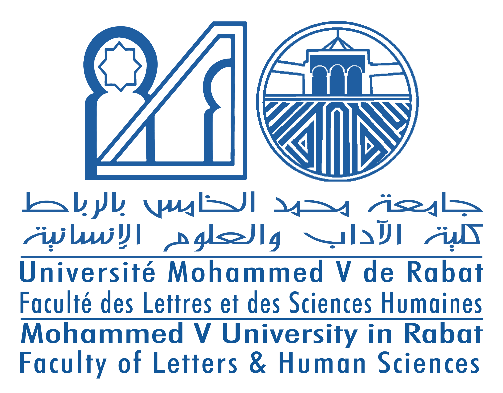 جامعة محمد الخامس بالرباط
كلية الآداب والعلوم الإنسانية
Université Mohammed V de Rabat
Faculté des Lettres et des Sciences Humaines
Mohammed V University in Rabat
Faculty of Letters & Human Sciences